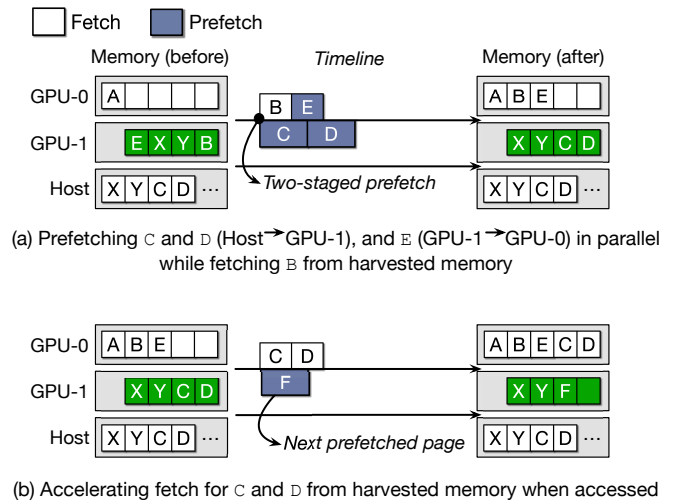 Fetch Prefetch
Memory (before) Timeline Memory (after)
GPU-0 A B E A B E
GPU-1 E X Y B C D X Y C D
Host X Y C D ··· Two-staged prefetch X Y C D ···
(a) Prefetching C and D (Host→GPU-1), and E (GPU-1→GPU-0) in parallel
while fetching B from harvested memory
GPU-0 A B E C D A B E C D
GPU-1 X Y C D F X Y F
Host X Y C D ··· Next prefetched page X Y C D ···
(b) Accelerating fetch for C and D from harvested memory when accessed